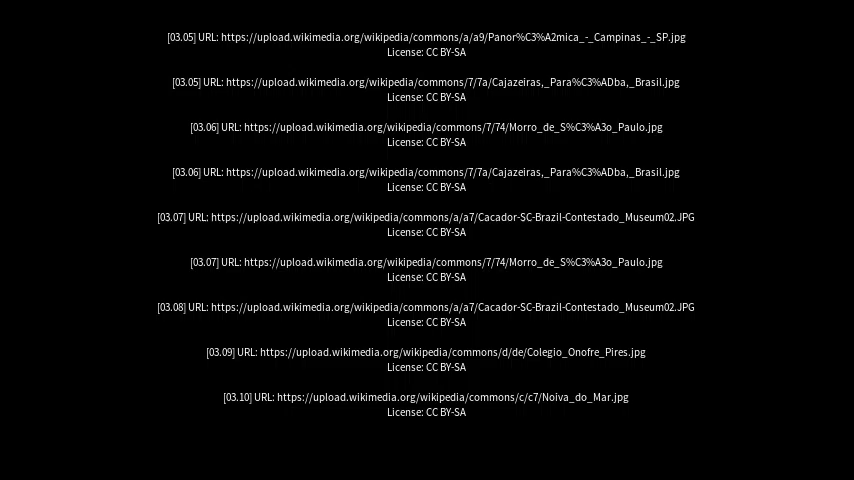 [03.05] URL: https://upload.wikimedia.org/wikipedia/commons/a/a9/Panor%C3%A2mica_-_Campinas_-_SP.jpg
License: CC BY-SA
[03.05] URL: https://upload.wikimedia.org/wikipedia/commons/7/7a/Cajazeiras,_Para%C3%ADba,_Brasil.jpg
License: CC BY-SA
[03.06] URL: https://upload.wikimedia.org/wikipedia/commons/7/74/Morro_de_S%C3%A3o_Paulo.jpg
License: CC BY-SA
[03.06] URL: https://upload.wikimedia.org/wikipedia/commons/7/7a/Cajazeiras,_Para%C3%ADba,_Brasil.jpg
License: CC BY-SA
[03.07] URL: https://upload.wikimedia.org/wikipedia/commons/a/a7/Cacador-SC-Brazil-Contestado_Museum02.JPG
License: CC BY-SA
[03.07] URL: https://upload.wikimedia.org/wikipedia/commons/7/74/Morro_de_S%C3%A3o_Paulo.jpg
License: CC BY-SA
[03.08] URL: https://upload.wikimedia.org/wikipedia/commons/a/a7/Cacador-SC-Brazil-Contestado_Museum02.JPG
License: CC BY-SA
[03.09] URL: https://upload.wikimedia.org/wikipedia/commons/d/de/Colegio_Onofre_Pires.jpg
License: CC BY-SA
[03.10] URL: https://upload.wikimedia.org/wikipedia/commons/c/c7/Noiva_do_Mar.jpg
License: CC BY-SA